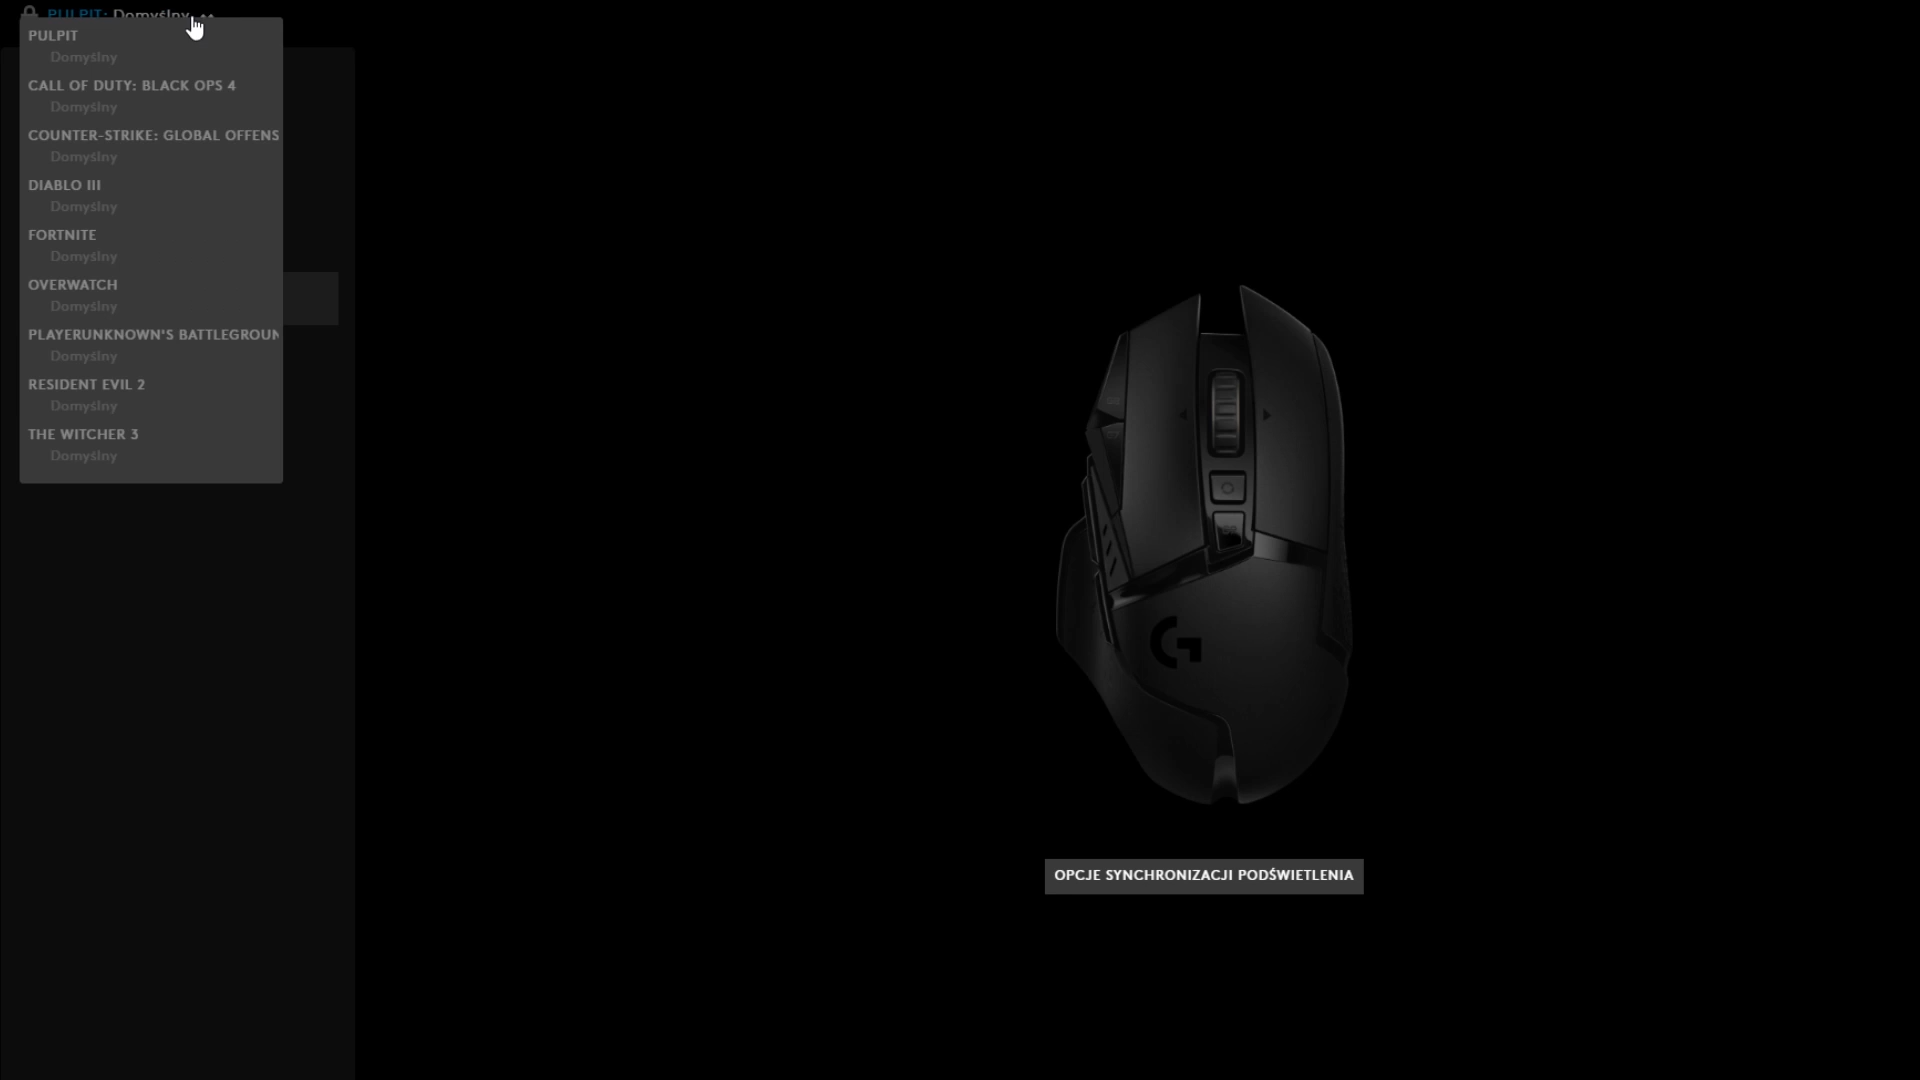 PULPIT: Domyślny
PULPIT
Domyślny
CALL OF DUTY: BLACK OPS 4
Domyślny
COUNTER-STRIKE: GLOBAL OFFENS
Domyślny
DIABLO III
Domyślny
FORTNITE
Domyślny
OVERWATCH
Domyślny
PLAYERUNKNOWN'S BATTLEGROUN
Domyślny
RESIDENT EVIL 2
Domyślny
THE WITCHER 3
Domyślny
OPCJE SYNCHRONIZACJI PODŚWIETLENIA